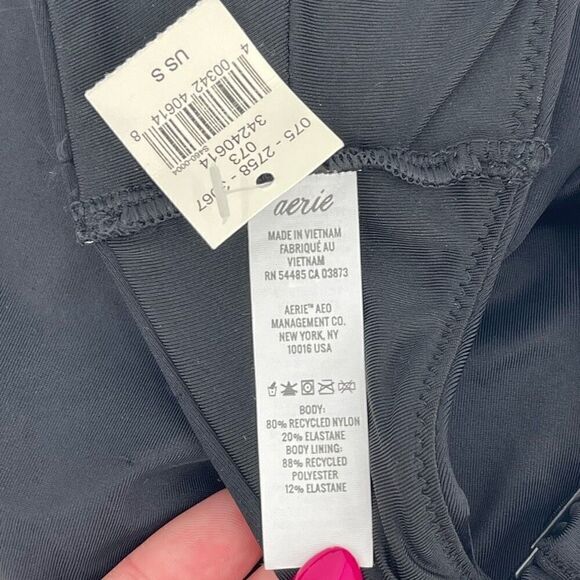 US S
4 00342 40614 8
S460-0004
34240614
073
aerie
MADE IN VIETNAM
FABRIQUÉ AU
VIETNAM
RN 54485 CA 03873
AERIE™ AEO
MANAGEMENT CO.
NEW YORK, NY
10016 USA
BODY:
80% RECYCLED NYLON
20% ELASTANE
BODY LINING:
88% RECYCLED
POLYESTER
12% ELASTANE